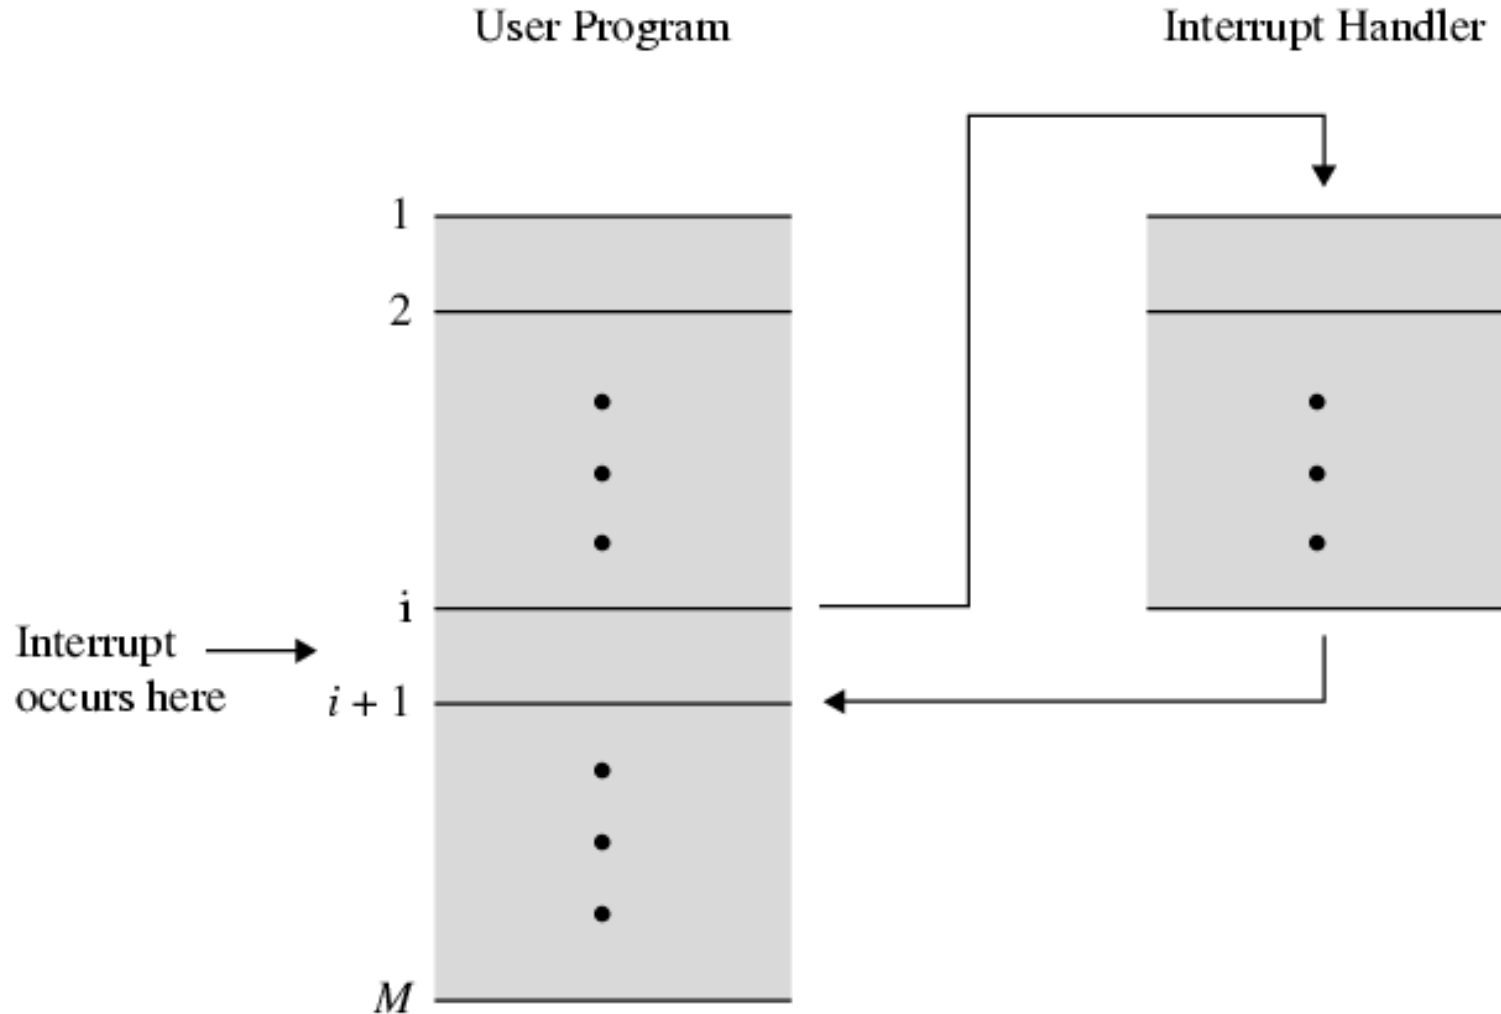 User Program
Interrupt Handler
1
2
i
Interrupt
occurs here
i + 1
M